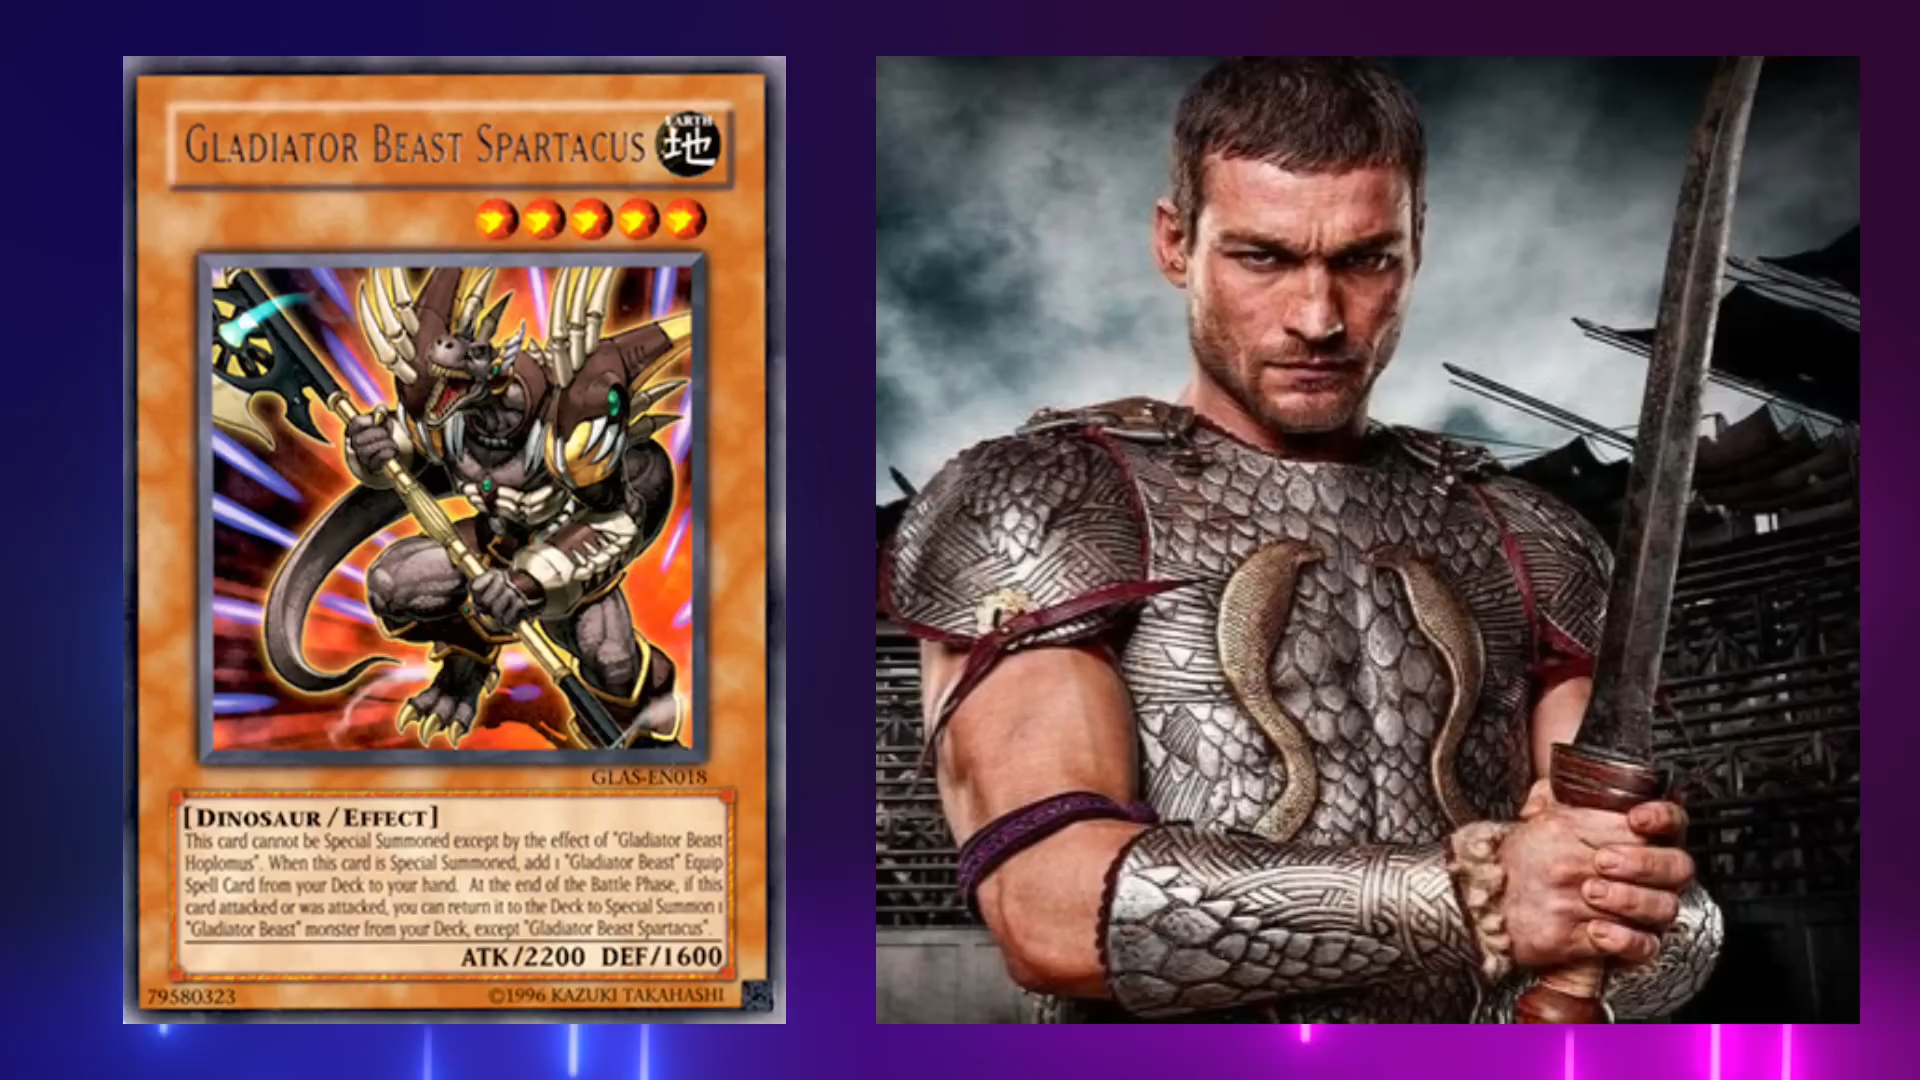 GLADIATOR BEAST SPARTACUS
EARTH
地
GLAS-EN018
[DINOSAUR / EFFECT]
This card cannot be Special Summoned except by the effect of "Gladiator Beast
Hoplomus". When this card is Special Summoned, add 1 "Gladiator Beast" Equip
Spell Card from your Deck to your hand. At the end of the Battle Phase, if this
card attacked or was attacked, you can return it to the Deck to Special Summon 1
"Gladiator Beast" monster from your Deck, except "Gladiator Beast Spartacus".
ATK/2200 DEF/1600
79580323 ©1996 KAZUKI TAKAHASHI